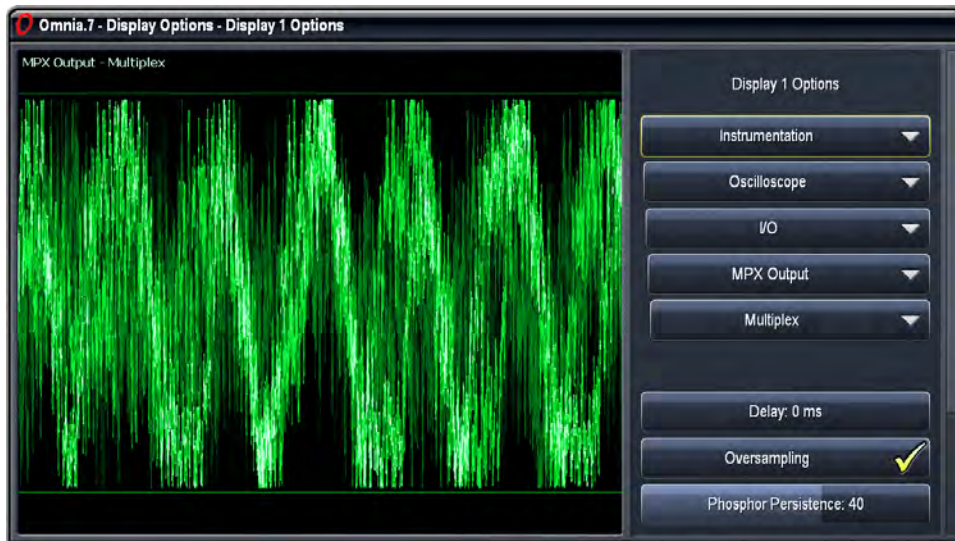 Omnia.7 - Display Options - Display 1 Options
MPX Output - Multiplex
Display 1 Options
Instrumentation
Oscilloscope
I/O
MPX Output
Multiplex
Delay: 0 ms
Oversampling
Phosphor Persistence: 40